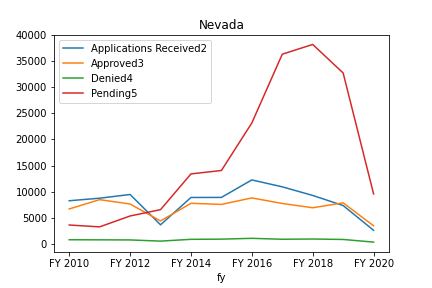 Nevada
40000
35000
30000
25000
20000
15000
10000
5000
0
Applications Received2
Approved3
Denied4
Pending5
FY 2010 FY 2012 FY 2014 FY 2016 FY 2018 FY 2020
fy